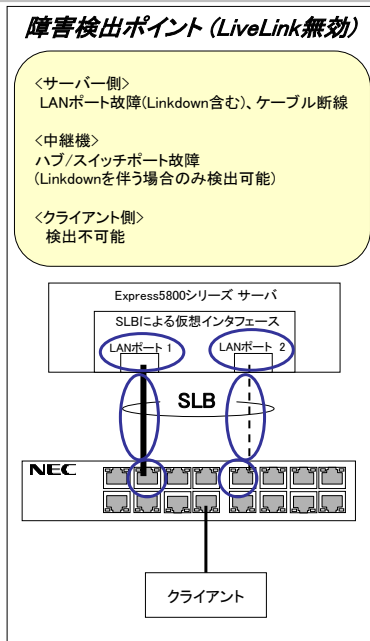 障害検出ポイント (LiveLink無効)
<サーバー側>
LANポート故障(Linkdown含む)、ケーブル断線
<中継機>
ハブ/スイッチポート故障
(Linkdownを伴う場合のみ検出可能)
<クライアント側>
検出不可能
Express5800シリーズ サーバ
SLBによる仮想インタフェース
LANポート 1
LANポート 2
SLB
NEC
クライアント